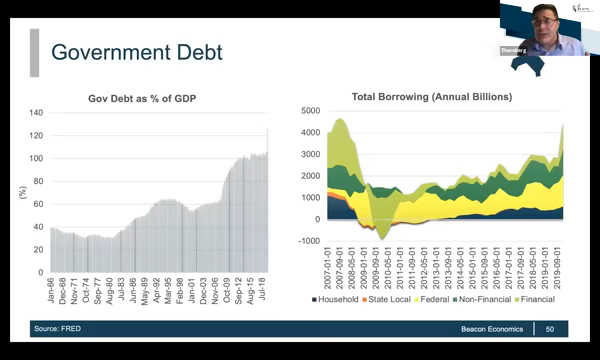 Government Debt
Gov Debt as % of GDP
(%)
140
120
100
80
60
40
20
0
Jan-66
Dec-68
Nov-71
Oct-74
Sep-77
Aug-80
Jul-83
Jun-86
May-89
Apr-92
Mar-95
Feb-98
Jan-01
Dec-03
Nov-06
Oct-09
Sep-12
Aug-15
Jul-18
Total Borrowing (Annual Billions)
5000
4000
3000
2000
1000
0
-1000
2007-01-01
2007-09-01
2008-05-01
2009-01-01
2009-09-01
2010-05-01
2011-01-01
2011-09-01
2012-05-01
2013-01-01
2013-09-01
2014-05-01
2015-01-01
2015-09-01
2016-05-01
2017-01-01
2017-09-01
2018-05-01
2019-01-01
2019-09-01
Household State Local Federal Non-Financial Financial
Thornberg
Source: FRED
Beacon Economics
50